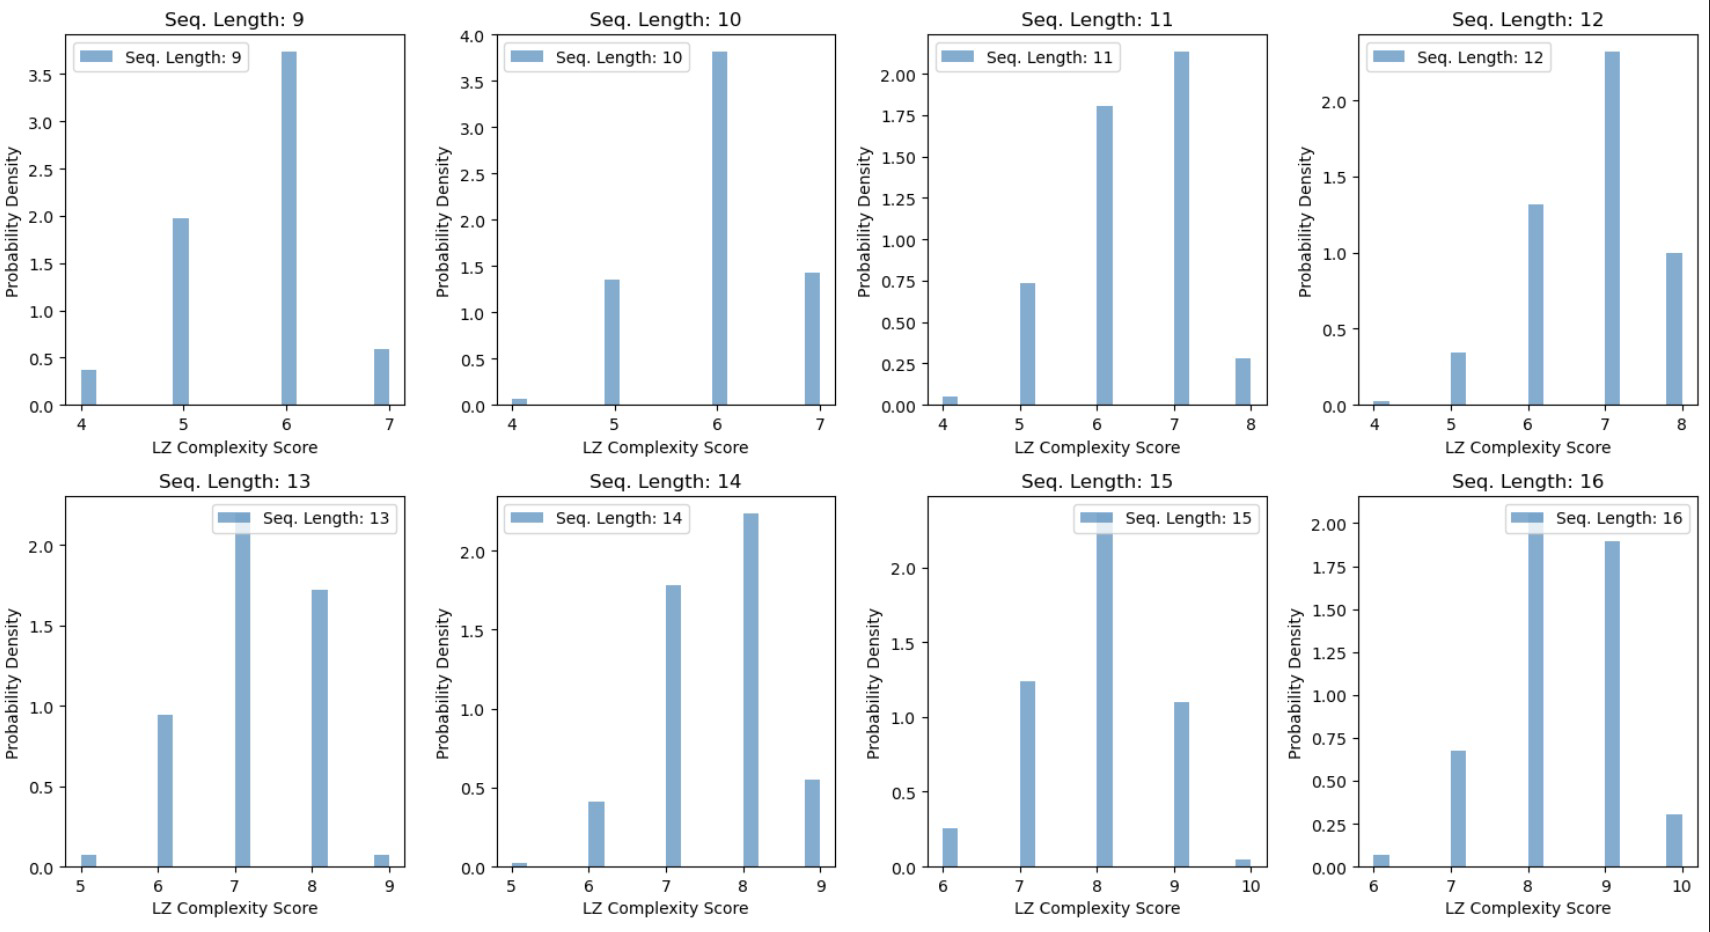 Seq. Length: 9
Seq. Length: 9
Probability Density
3.5
3.0
2.5
2.0
1.5
1.0
0.5
0.0
4 5 6 7
LZ Complexity Score
Seq. Length: 10
Seq. Length: 10
Probability Density
4.0
3.5
3.0
2.5
2.0
1.5
1.0
0.5
0.0
4 5 6 7
LZ Complexity Score
Seq. Length: 11
Seq. Length: 11
Probability Density
2.00
1.75
1.50
1.25
1.00
0.75
0.50
0.25
0.00
4 5 6 7 8
LZ Complexity Score
Seq. Length: 12
Seq. Length: 12
Probability Density
2.0
1.5
1.0
0.5
0.0
4 5 6 7 8
LZ Complexity Score
Seq. Length: 13
Seq. Length: 13
Probability Density
2.0
1.5
1.0
0.5
0.0
5 6 7 8 9
LZ Complexity Score
Seq. Length: 14
Seq. Length: 14
Probability Density
2.0
1.5
1.0
0.5
0.0
5 6 7 8 9
LZ Complexity Score
Seq. Length: 15
Seq. Length: 15
Probability Density
2.0
1.5
1.0
0.5
0.0
6 7 8 9 10
LZ Complexity Score
Seq. Length: 16
Seq. Length: 16
Probability Density
2.00
1.75
1.50
1.25
1.00
0.75
0.50
0.25
0.00
6 7 8 9 10
LZ Complexity Score